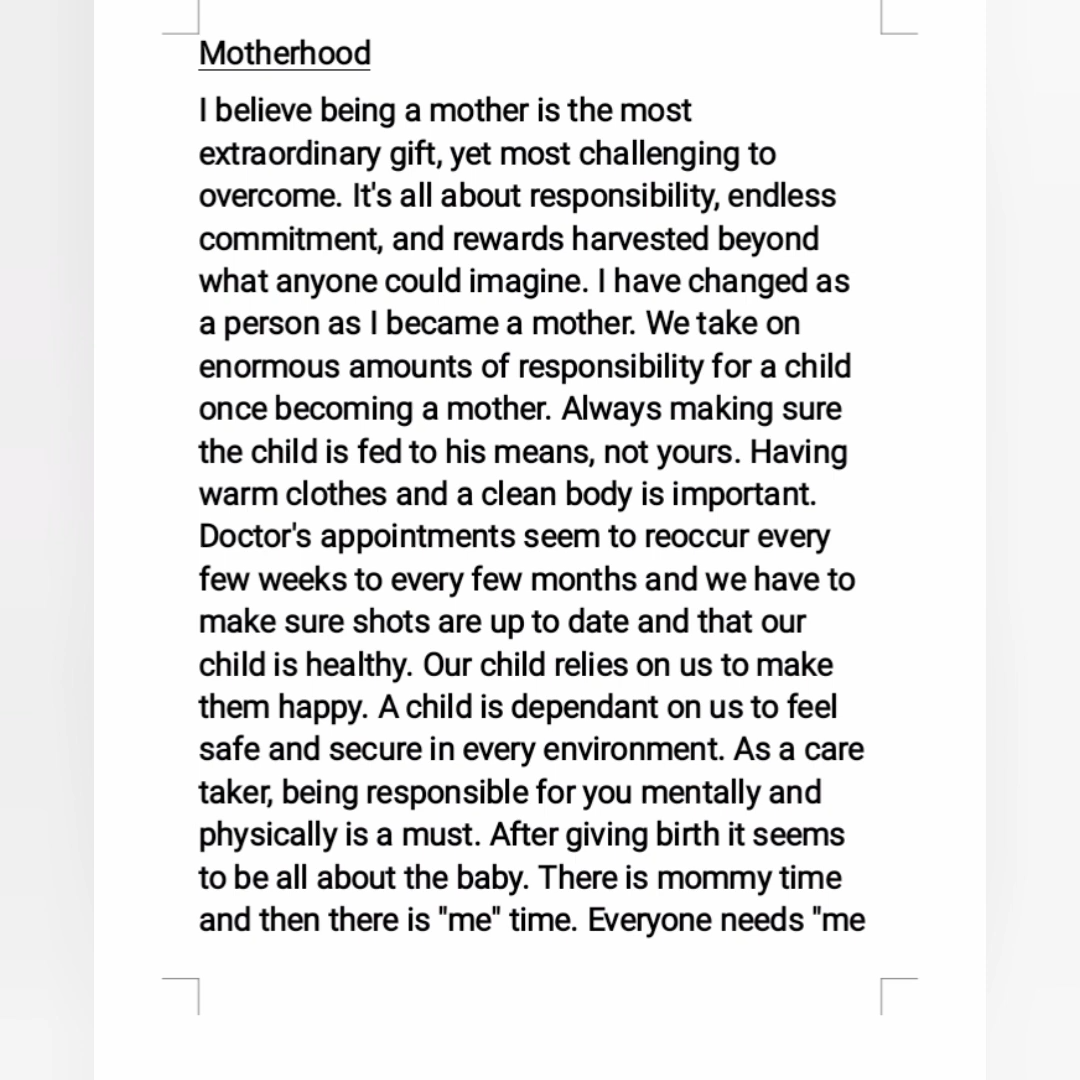 Motherhood
I believe being a mother is the most
extraordinary gift, yet most challenging to
overcome. It's all about responsibility, endless
commitment, and rewards harvested beyond
what anyone could imagine. I have changed as
a person as I became a mother. We take on
enormous amounts of responsibility for a child
once becoming a mother. Always making sure
the child is fed to his means, not yours. Having
warm clothes and a clean body is important.
Doctor's appointments seem to reoccur every
few weeks to every few months and we have to
make sure shots are up to date and that our
child is healthy. Our child relies on us to make
them happy. A child is dependant on us to feel
safe and secure in every environment. As a care
taker, being responsible for you mentally and
physically is a must. After giving birth it seems
to be all about the baby. There is mommy time
and then there is "me" time. Everyone needs "me